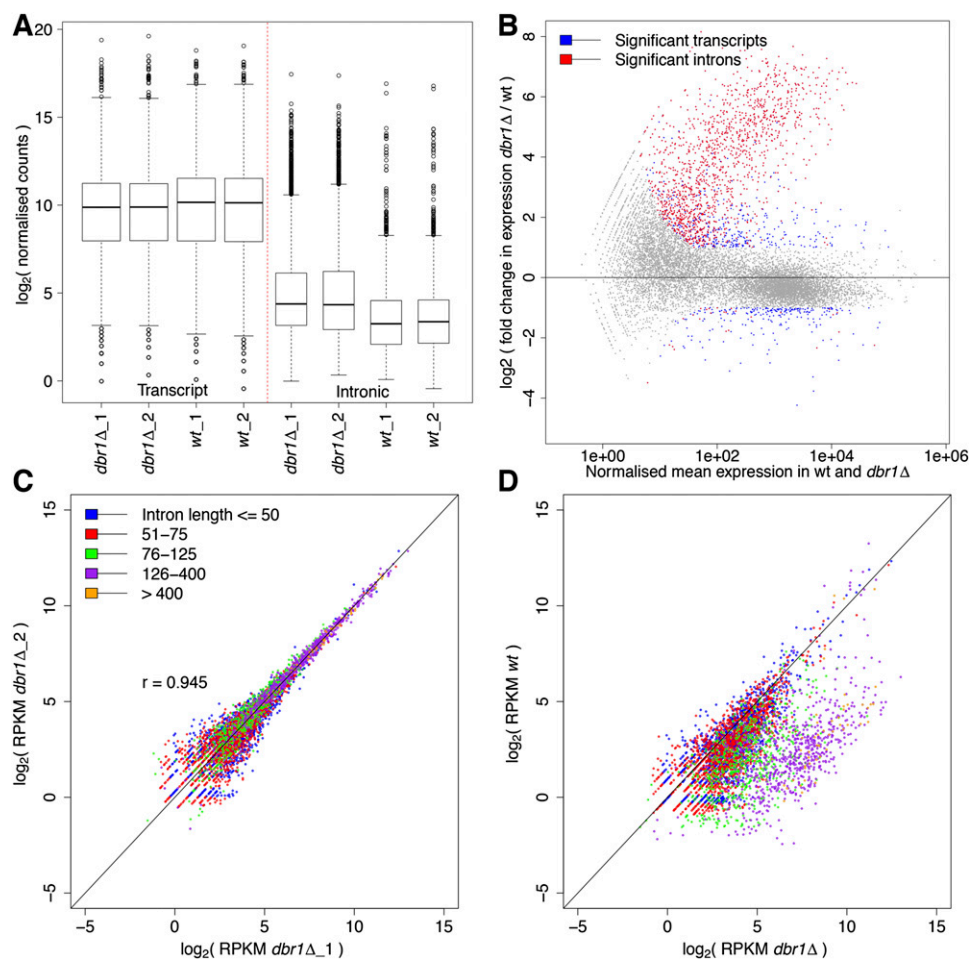 A
log2( normalised counts )
20
15
10
5
0
Transcript
Intronic
dbr1Δ_1
dbr1Δ_2
wt_1
wt_2
dbr1Δ_1
dbr1Δ_2
wt_1
wt_2
B
log2 ( fold change in expression dbr1Δ / wt )
8
6
4
2
0
−2
−4
Significant transcripts
Significant introns
1e+00
1e+02
1e+04
1e+06
Normalised mean expression in wt and dbr1Δ
C
log2( RPKM dbr1Δ_2 )
15
10
5
0
−5
Intron length <= 50
51−75
76−125
126−400
> 400
r = 0.945
−5
0
5
10
15
log2( RPKM dbr1Δ_1 )
D
log2( RPKM wt )
15
10
5
0
−5
−5
0
5
10
15
log2( RPKM dbr1Δ )